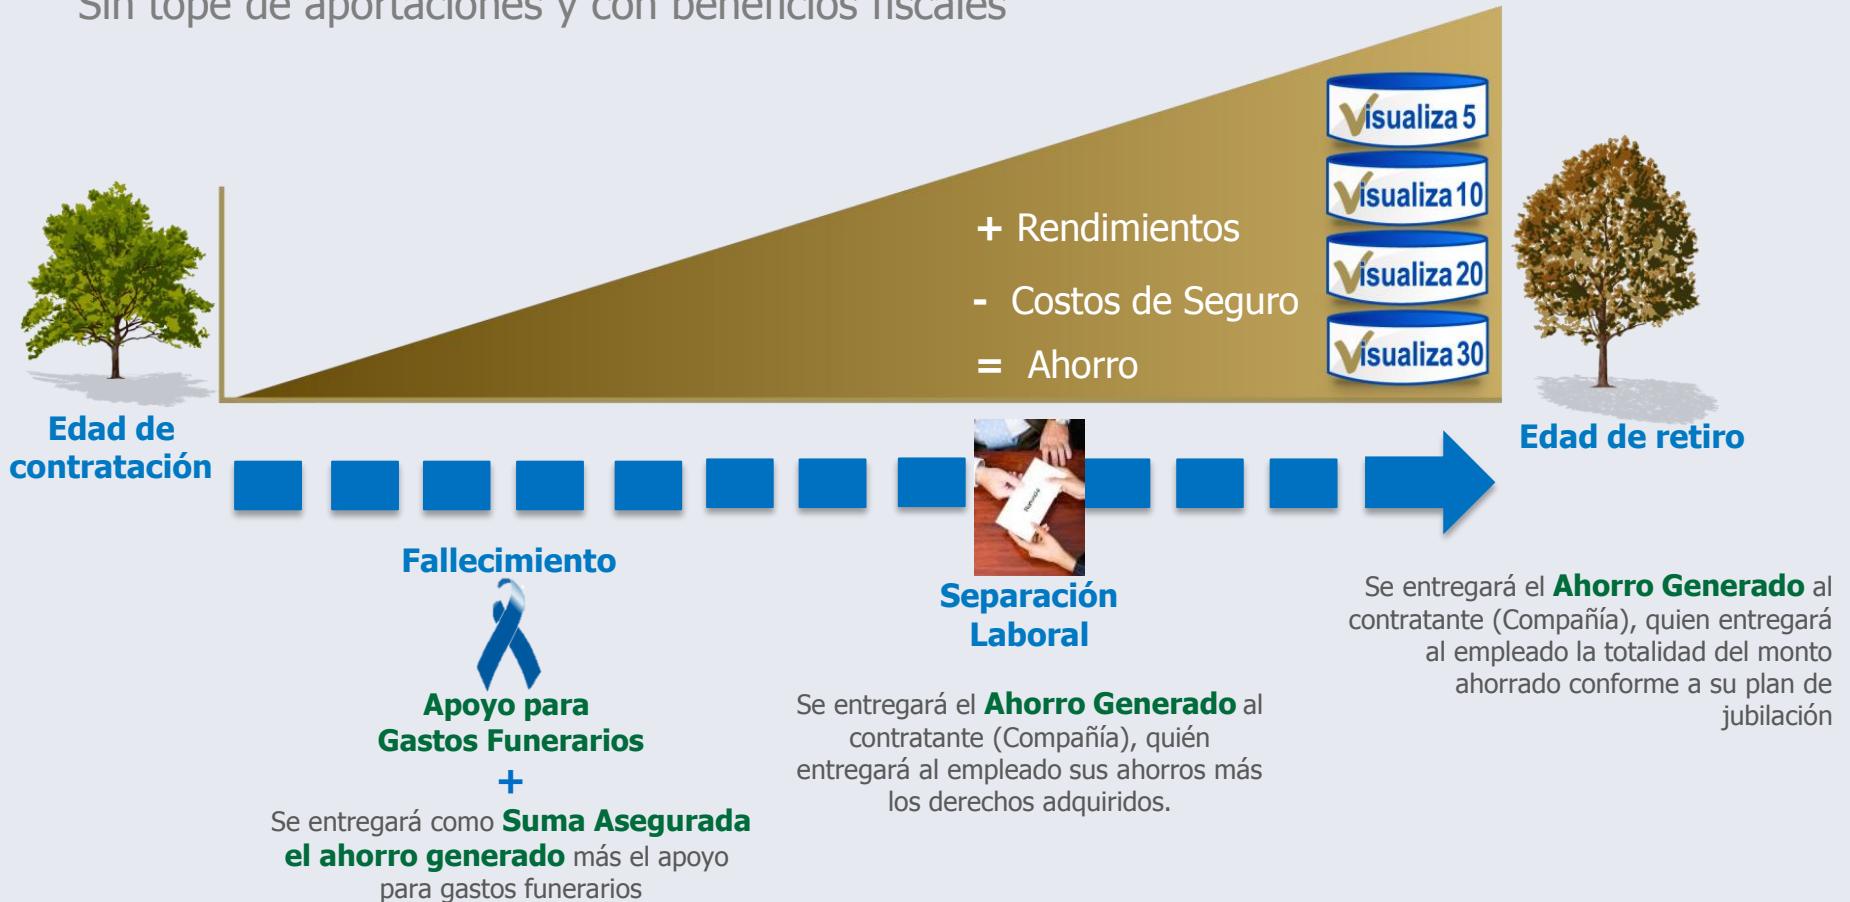 Sin tope de aportaciones y con beneficios fiscales
Visualiza 5
Visualiza 10
Visualiza 20
Visualiza 30
+ Rendimientos
- Costos de Seguro
= Ahorro
Edad de
contratación
Edad de retiro
Renuncia
Fallecimiento
Apoyo para
Gastos Funerarios
+
Se entregará como Suma Asegurada
el ahorro generado más el apoyo
para gastos funerarios
Separación
Laboral
Se entregará el Ahorro Generado al
contratante (Compañía), quién
entregará al empleado sus ahorros más
los derechos adquiridos.
Se entregará el Ahorro Generado al
contratante (Compañía), quien entregará
al empleado la totalidad del monto
ahorrado conforme a su plan de
jubilación